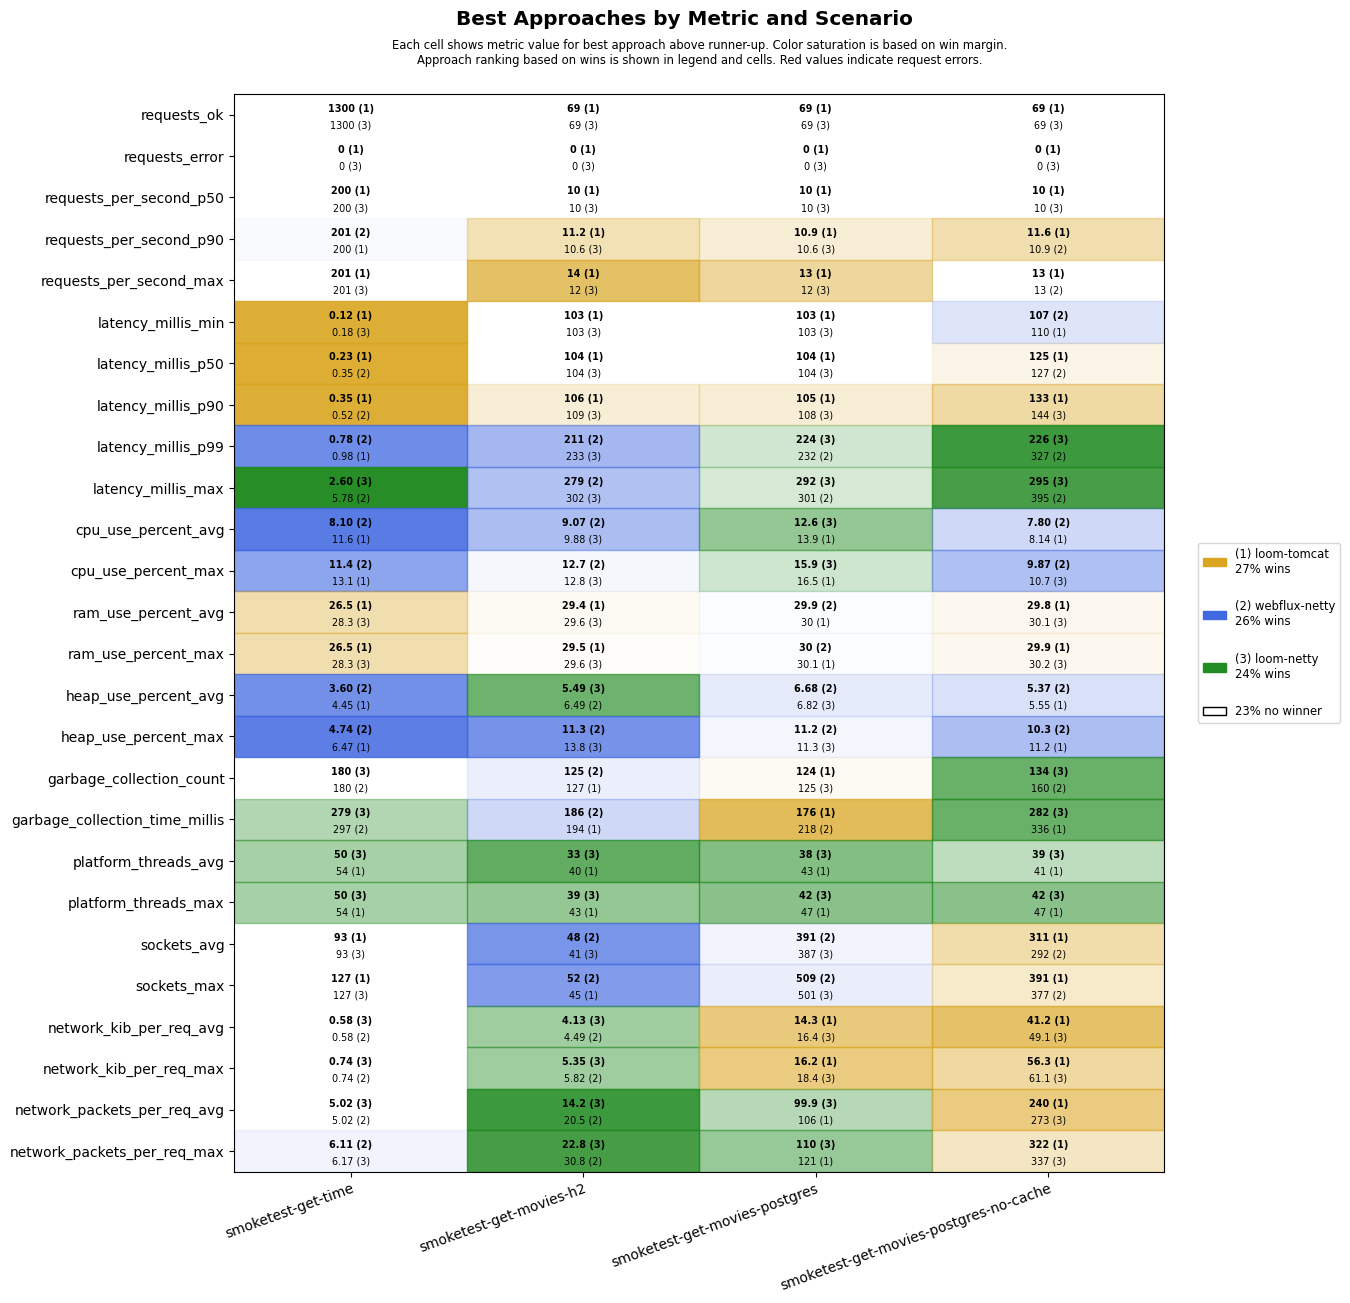 Best Approaches by Metric and Scenario
Each cell shows metric value for best approach above runner-up. Color saturation is based on win margin.
Approach ranking based on wins is shown in legend and cells. Red values indicate request errors.
requests_ok
1300 (1) 69 (1) 69 (1) 69 (1)
1300 (3) 69 (3) 69 (3) 69 (3)
requests_error
0 (1) 0 (1) 0 (1) 0 (1)
0 (3) 0 (3) 0 (3) 0 (3)
requests_per_second_p50
200 (1) 10 (1) 10 (1) 10 (1)
200 (3) 10 (3) 10 (3) 10 (3)
requests_per_second_p90
201 (2) 11.2 (1) 10.9 (1) 11.6 (1)
200 (1) 10.6 (3) 10.6 (3) 10.9 (2)
requests_per_second_max
201 (1) 14 (1) 13 (1) 13 (1)
201 (3) 12 (3) 12 (3) 13 (2)
latency_millis_min
0.12 (1) 103 (1) 103 (1) 107 (2)
0.18 (3) 103 (3) 103 (3) 110 (1)
latency_millis_p50
0.23 (1) 104 (1) 104 (1) 125 (1)
0.35 (2) 104 (3) 104 (3) 127 (2)
latency_millis_p90
0.35 (1) 106 (1) 105 (1) 133 (1)
0.52 (2) 109 (3) 108 (3) 144 (3)
latency_millis_p99
0.78 (2) 211 (2) 224 (3) 226 (3)
0.98 (1) 233 (3) 232 (2) 327 (2)
latency_millis_max
2.60 (3) 279 (2) 292 (3) 295 (3)
5.78 (2) 302 (3) 301 (2) 395 (2)
cpu_use_percent_avg
8.10 (2) 9.07 (2) 12.6 (3) 7.80 (2)
11.6 (1) 9.88 (3) 13.9 (1) 8.14 (1)
cpu_use_percent_max
11.4 (2) 12.7 (2) 15.9 (3) 9.87 (2)
13.1 (1) 12.8 (3) 16.5 (1) 10.7 (3)
ram_use_percent_avg
26.5 (1) 29.4 (1) 29.9 (2) 29.8 (1)
28.3 (3) 29.6 (3) 30 (1) 30.1 (3)
ram_use_percent_max
26.5 (1) 29.5 (1) 30 (2) 29.9 (1)
28.3 (3) 29.6 (3) 30.1 (1) 30.2 (3)
heap_use_percent_avg
3.60 (2) 5.49 (3) 6.68 (2) 5.37 (2)
4.45 (1) 6.49 (2) 6.82 (3) 5.55 (1)
heap_use_percent_max
4.74 (2) 11.3 (2) 11.2 (2) 10.3 (2)
6.47 (1) 13.8 (3) 11.3 (3) 11.2 (1)
garbage_collection_count
180 (3) 125 (2) 124 (1) 134 (3)
180 (2) 127 (1) 125 (3) 160 (2)
garbage_collection_time_millis
279 (3) 186 (2) 176 (1) 282 (3)
297 (2) 194 (1) 218 (2) 336 (1)
platform_threads_avg
50 (3) 33 (3) 38 (3) 39 (3)
54 (1) 40 (1) 43 (1) 41 (1)
platform_threads_max
50 (3) 39 (3) 42 (3) 42 (3)
54 (1) 43 (1) 47 (1) 47 (1)
sockets_avg
93 (1) 48 (2) 391 (2) 311 (1)
93 (3) 41 (3) 387 (3) 292 (2)
sockets_max
127 (1) 52 (2) 509 (2) 391 (1)
127 (3) 45 (1) 501 (3) 377 (2)
network_kib_per_req_avg
0.58 (3) 4.13 (3) 14.3 (1) 41.2 (1)
0.58 (2) 4.49 (2) 16.4 (3) 49.1 (3)
network_kib_per_req_max
0.74 (3) 5.35 (3) 16.2 (1) 56.3 (1)
0.74 (2) 5.82 (2) 18.4 (3) 61.1 (3)
network_packets_per_req_avg
5.02 (3) 14.2 (3) 99.9 (3) 240 (1)
5.02 (2) 20.5 (2) 106 (1) 273 (3)
network_packets_per_req_max
6.11 (2) 22.8 (3) 110 (3) 322 (1)
6.17 (3) 30.8 (2) 121 (1) 337 (3)
smoketest-get-time
smoketest-get-movies-h2
smoketest-get-movies-postgres
smoketest-get-movies-postgres-no-cache
(1) loom-tomcat
27% wins
(2) webflux-netty
26% wins
(3) loom-netty
24% wins
23% no winner